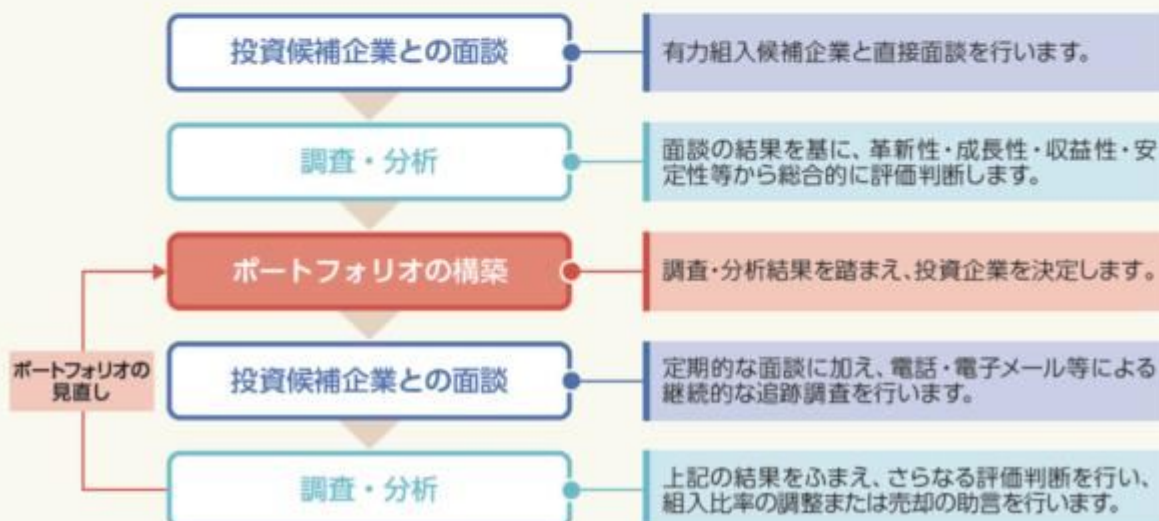 投資候補企業との面談
有力組入候補企業と直接面談を行います。
調査・分析
面談の結果を基に、革新性・成長性・収益性・安
定性等から総合的に評価判断します。
ポートフォリオの構築
調査・分析結果を踏まえ、投資企業を決定します。
ポートフォリオの
見直し
投資候補企業との面談
定期的な面談に加え、電話・電子メール等による
継続的な追跡調査を行います。
調査・分析
上記の結果をふまえ、さらなる評価判断を行い、
組入比率の調整または売却の助言を行います。